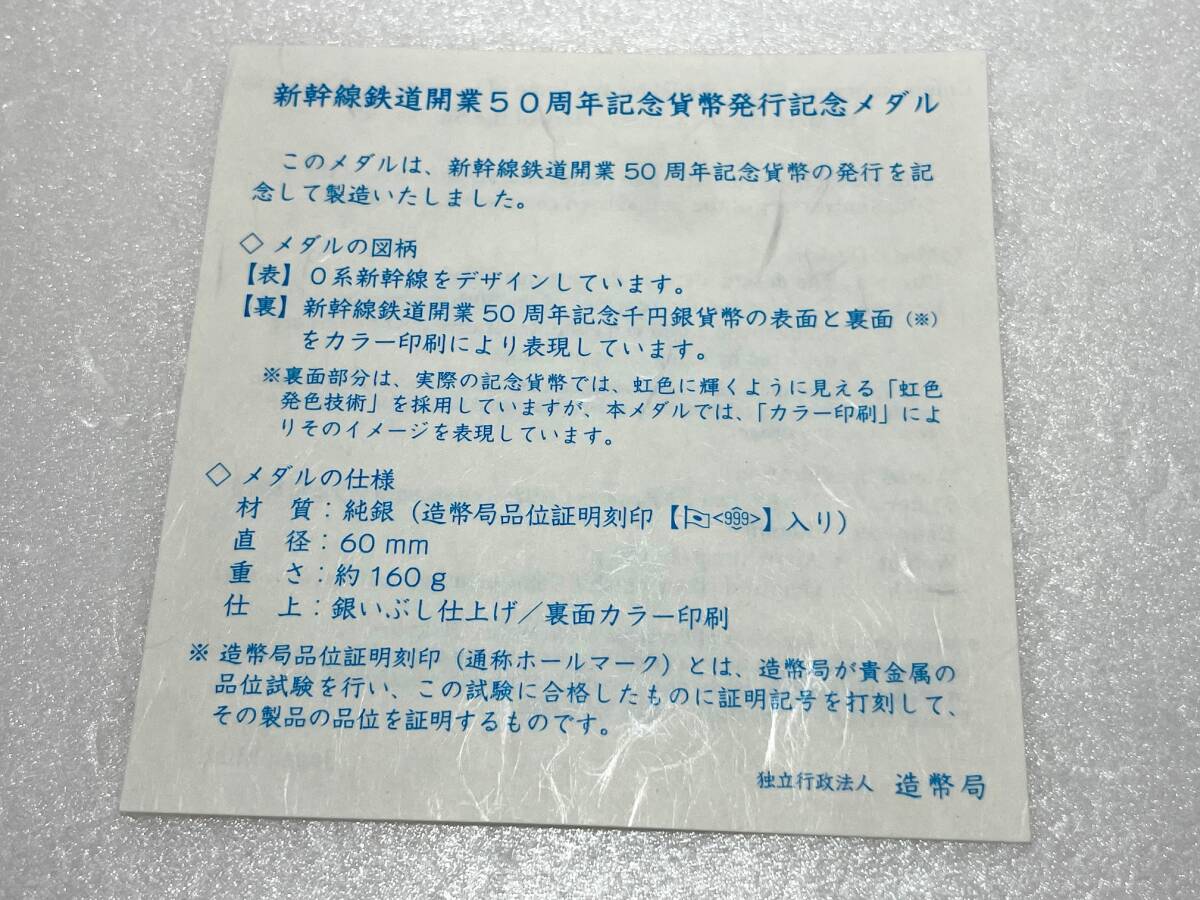 新幹線鉄道開業50周年記念貨幣発行記念メダル
このメダルは、新幹線鉄道開業50周年記念貨幣の発行を記
念して製造いたしました。
◇ メダルの図柄
【表】０系新幹線をデザインしています。
【裏】新幹線鉄道開業50周年記念千円銀貨幣の表面と裏面（※）
をカラー印刷により表現しています。
※裏面部分は、実際の記念貨幣では、虹色に輝くように見える「虹色
発色技術」を採用していますが、本メダルでは、「カラー印刷」によ
りそのイメージを表現しています。
◇ メダルの仕様
材　質：純銀（造幣局品位証明刻印【<999>】入り）
直　径：60 mm
重　さ：約160 g
仕　上：銀いぶし仕上げ／裏面カラー印刷
※ 造幣局品位証明刻印（通称ホールマーク）とは、造幣局が貴金属の
品位試験を行い、この試験に合格したものに証明記号を打刻して、
その製品の品位を証明するものです。
独立行政法人 造幣局